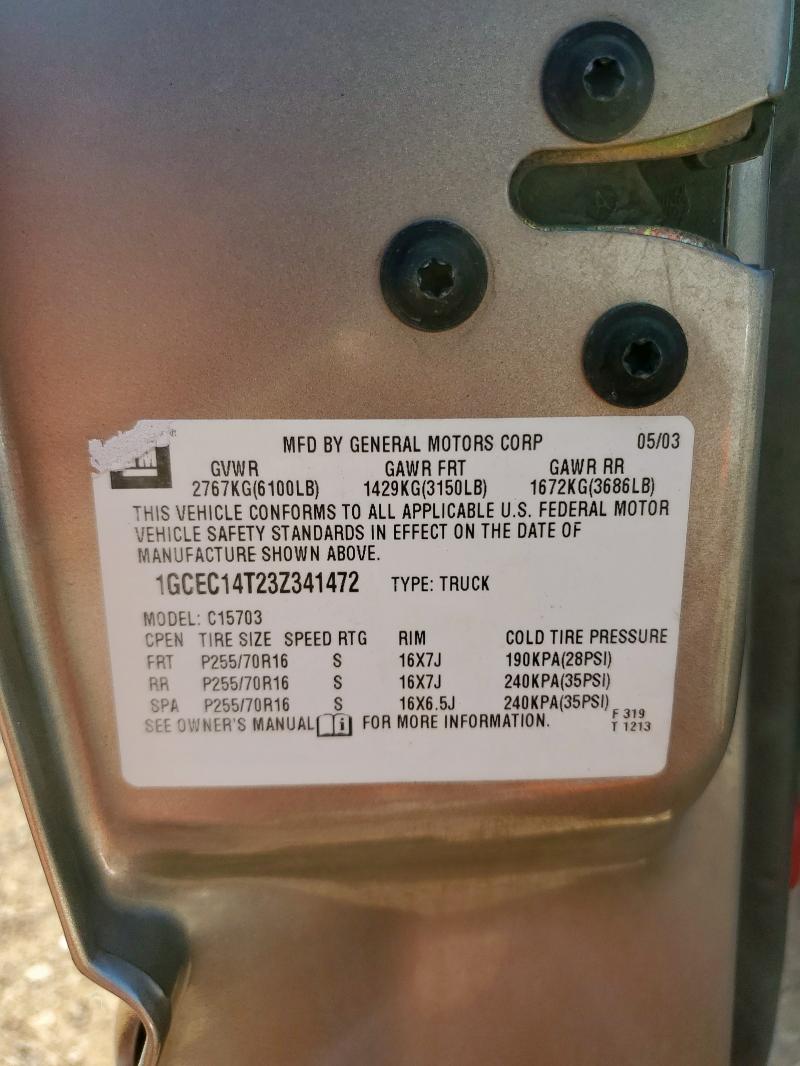 MFD BY GENERAL MOTORS CORP 05/03
GVWR GAWR FRT GAWR RR
2767KG(6100LB) 1429KG(3150LB) 1672KG(3686LB)
THIS VEHICLE CONFORMS TO ALL APPLICABLE U.S. FEDERAL MOTOR
VEHICLE SAFETY STANDARDS IN EFFECT ON THE DATE OF
MANUFACTURE SHOWN ABOVE.
1GCEC14T23Z341472 TYPE: TRUCK
MODEL: C15703
CPEN TIRE SIZE SPEED RTG RIM COLD TIRE PRESSURE
FRT P255/70R16 S 16X7J 190KPA(28PSI)
RR P255/70R16 S 16X7J 240KPA(35PSI)
SPA P255/70R16 S 16X6.5J 240KPA(35PSI)
SEE OWNER'S MANUAL i FOR MORE INFORMATION.
F 319
T 1213